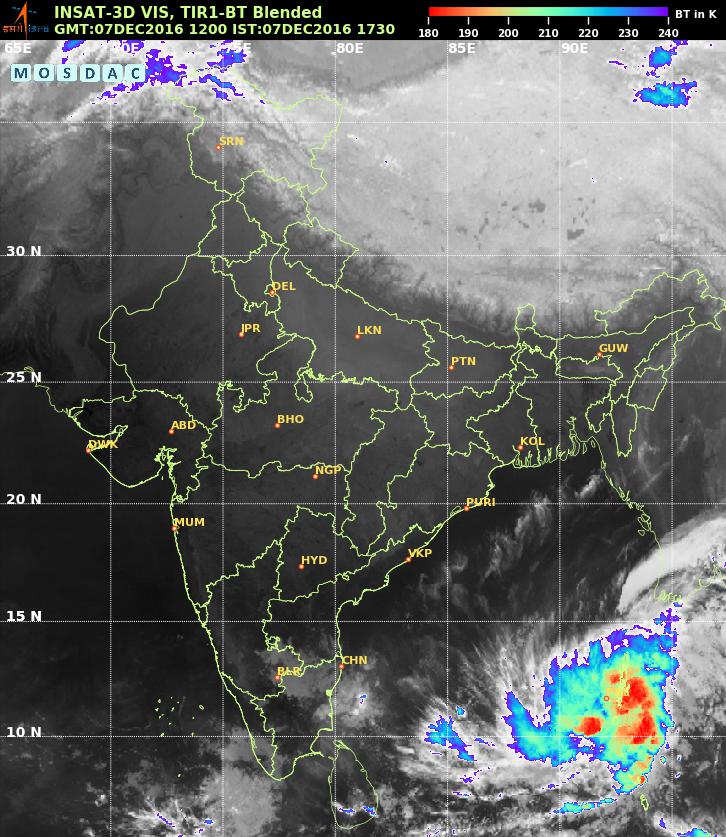 INSAT-3D VIS, TIR1-BT Blended
GMT:07DEC2016 1200 IST:07DEC2016 1730
BT in K
180 190 200 210 220 230 240
65E 75E 80E 85E 90E
MOSDAC
SRN
30 N
DEL
JPR LKN
GUW
PTN
25 N
BHO
ABD
DWK KOL
NGP
20 N
PURI
MUM
VKP
HYD
15 N
CHN
BLR
10 N